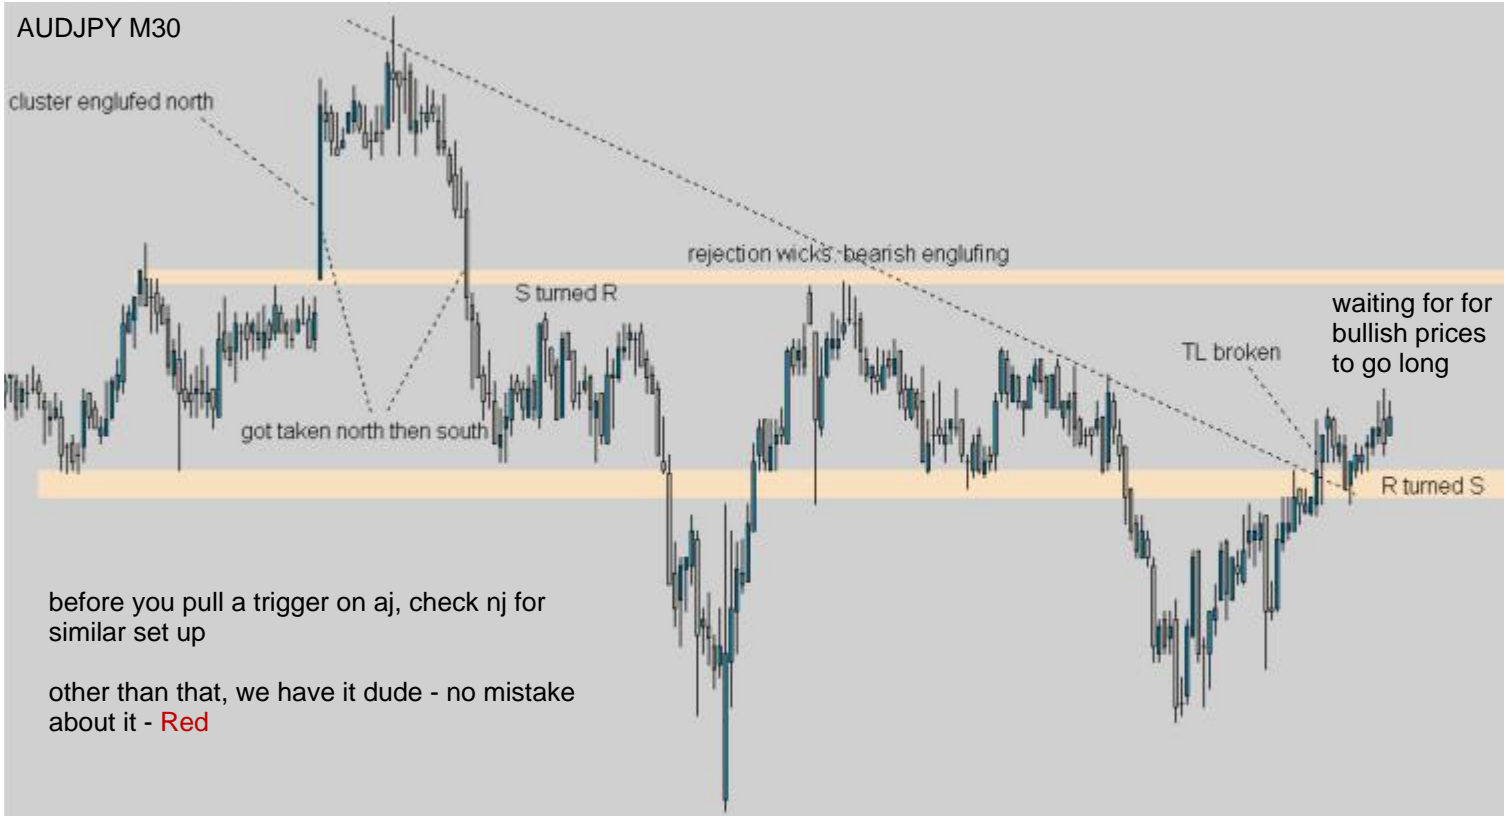 AUDJPY M30
cluster englufed north
rejection wicks. bearish englufing
S turned R
waiting for for
bullish prices
to go long
TL broken
got taken north then south
R turned S
before you pull a trigger on aj, check nj for
similar set up
other than that, we have it dude - no mistake
about it - Red